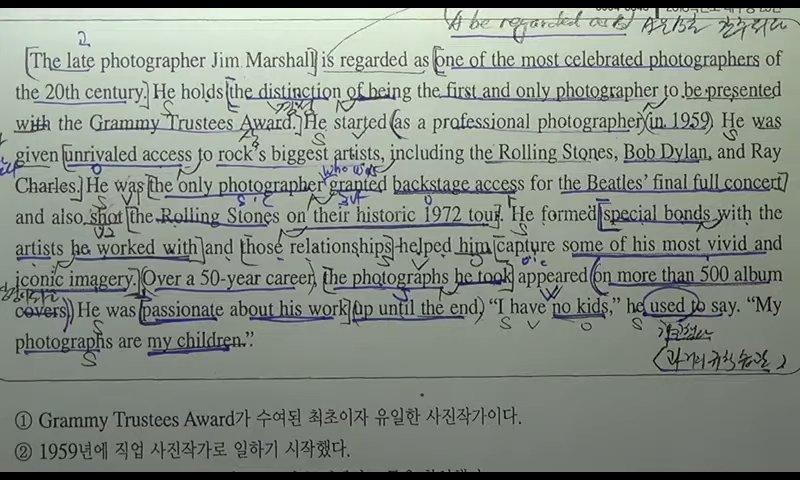 A be regarded as B
2
The late photographer Jim Marshall is regarded as one of the most celebrated photographers of
the 20th century. He holds the distinction of being the first and only photographer to be presented
with the Grammy Trustees Award. He started as a professional photographer in 1959. He was
given unrivaled access to rock's biggest artists, including the Rolling Stones, Bob Dylan, and Ray
who was
Charles. He was the only photographer granted backstage access for the Beatles' final full concert
and also shot the Rolling Stones on their historic 1972 tour. He formed special bonds with the
artists he worked with and those relationships helped him capture some of his most vivid and
iconic imagery. Over a 50-year career, the photographs he took appeared on more than 500 album
covers. He was passionate about his work up until the end. “I have no kids,” he used to say. “My
photographs are my children.”
① Grammy Trustees Award가 수여된 최초이자 유일한 사진작가이다.
② 1959년에 직업 사진작가로 일하기 시작했다.